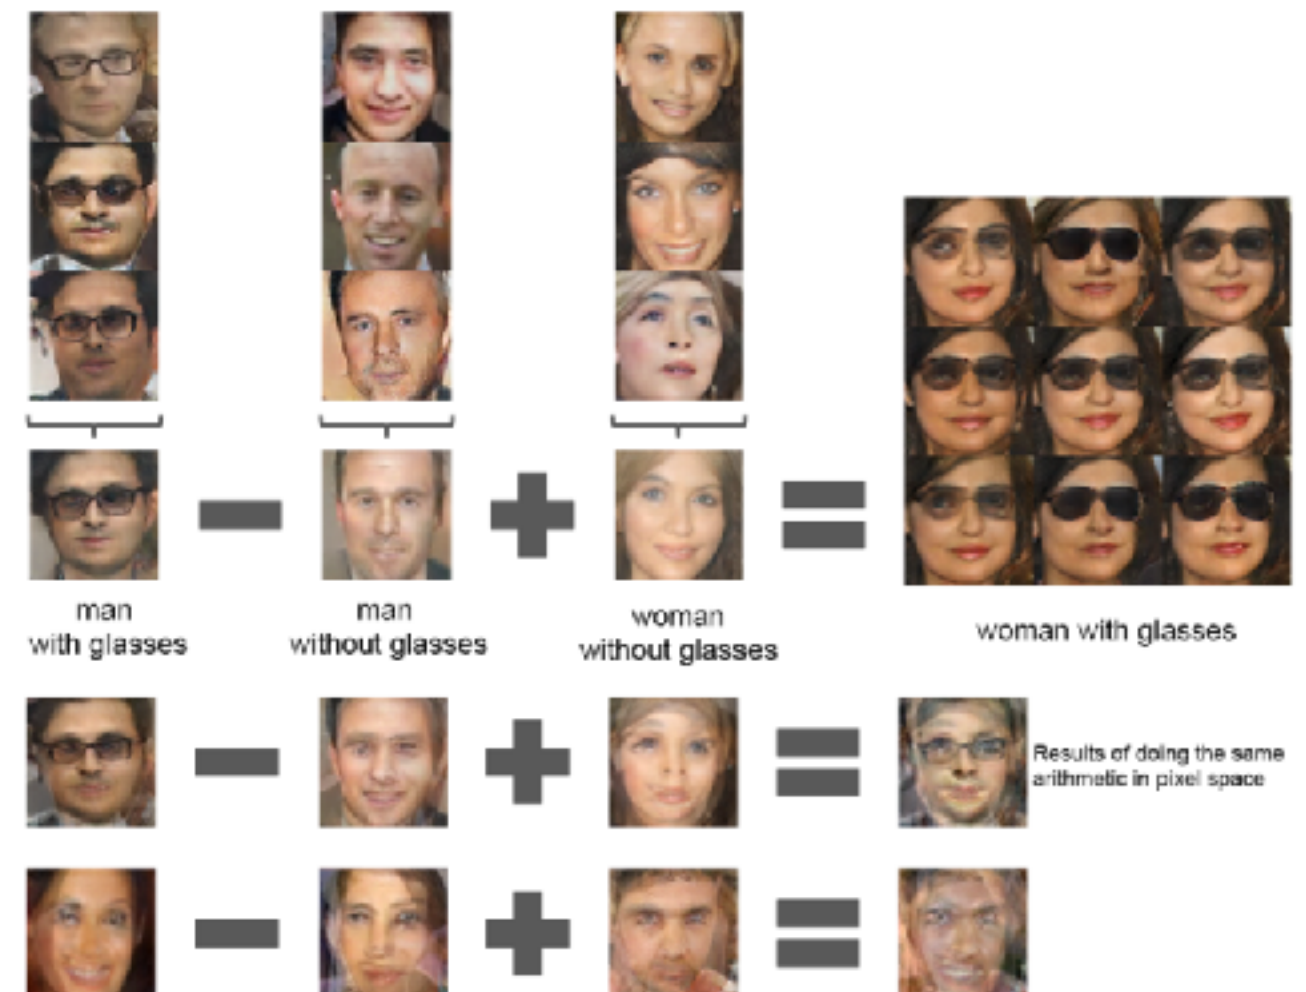 man
with glasses
man
without glasses
woman
without glasses
woman with glasses
Results of doing the same
arithmetic in pixel space